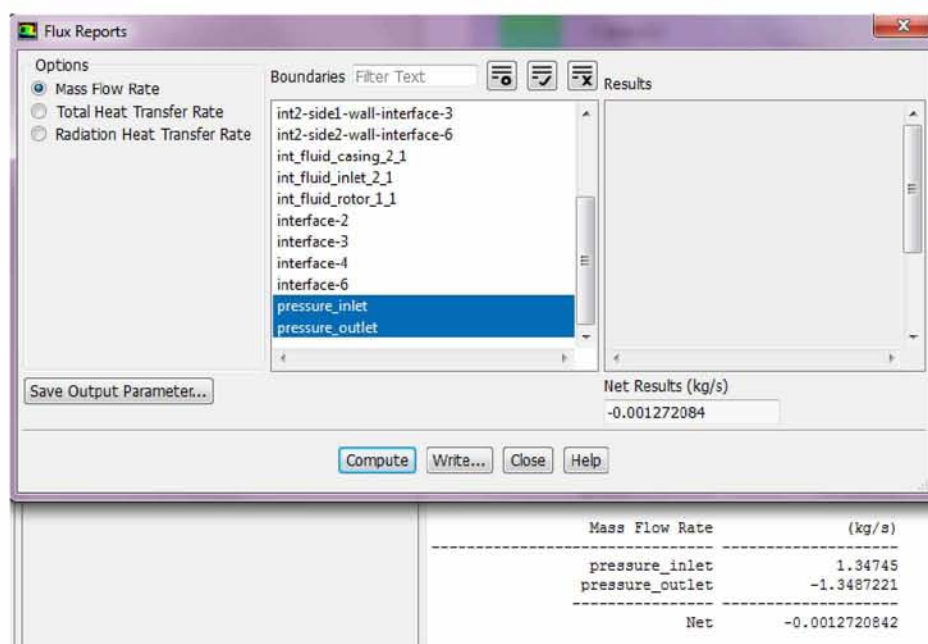 Flux Reports
Options
Mass Flow Rate
Total Heat Transfer Rate
Radiation Heat Transfer Rate
Boundaries Filter Text
int2-side1-wall-interface-3
int2-side2-wall-interface-6
int_fluid_casing_2_1
int_fluid_inlet_2_1
int_fluid_rotor_1_1
interface-2
interface-3
interface-4
interface-6
pressure_inlet
pressure_outlet
Results
Save Output Parameter...
Net Results (kg/s)
-0.001272084
Compute Write... Close Help
Mass Flow Rate (kg/s)
-------------------------------- --------------------
pressure_inlet 1.34745
pressure_outlet -1.3487221
---------------- --------------------
Net -0.0012720842